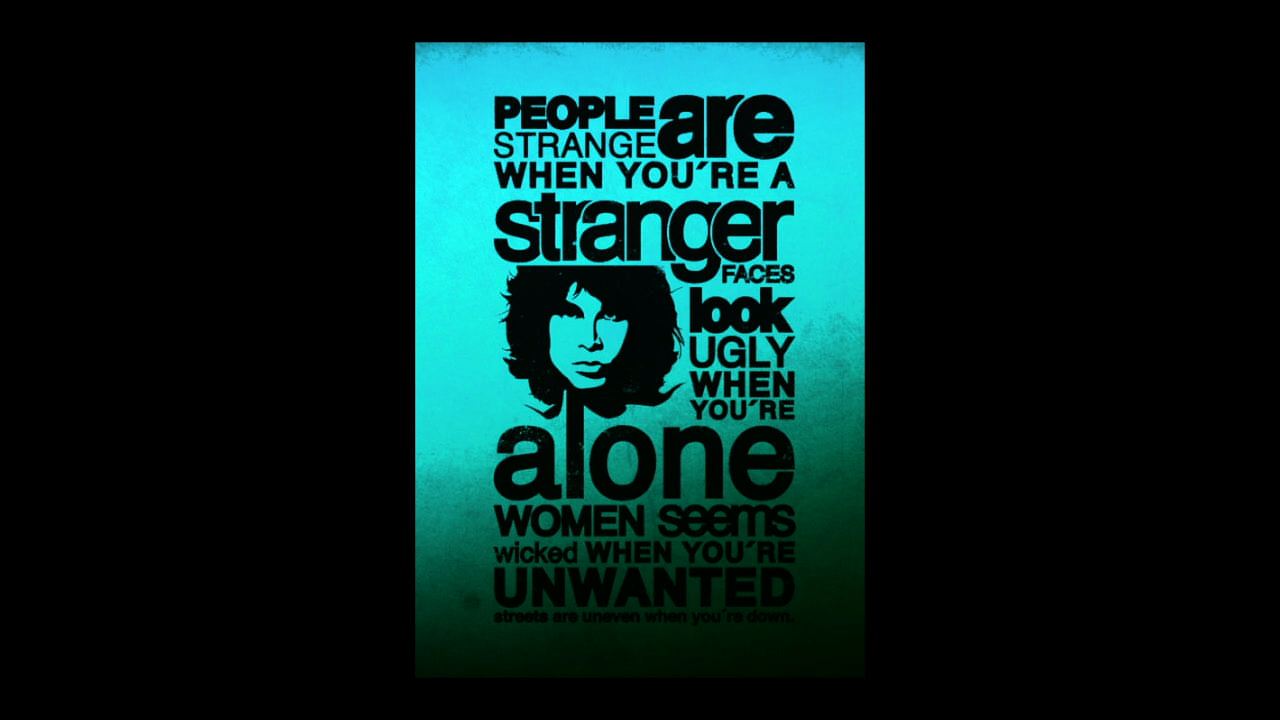 PEOPLE are
STRANGE
WHEN YOU´RE A
stranger
FACES
look
UGLY
WHEN
YOU´RE
alone
WOMEN seems
wicked WHEN YOU´RE
UNWANTED
streets are uneven when you´re down.